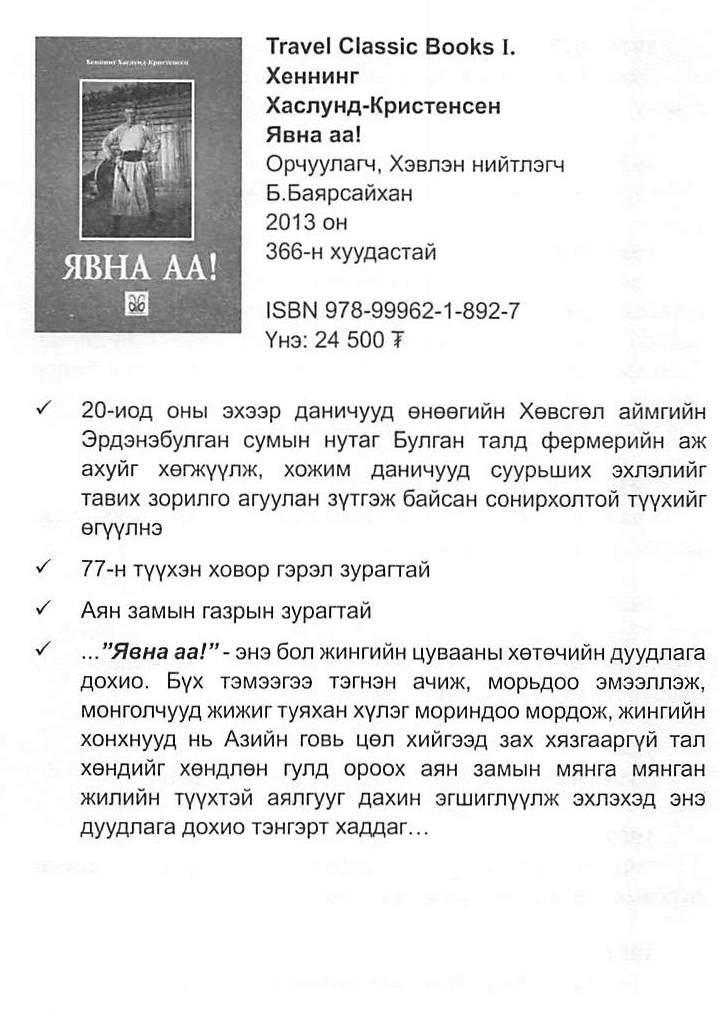 Хеннинг Хаслунд-Кристенсен
ЯВНА АА!
Travel Classic Books I.
Хеннинг
Хаслунд-Кристенсен
Явна аа!
Орчуулагч, Хэвлэн нийтлэгч
Б.Баярсайхан
2013 он
366-н хуудастай
ISBN 978-99962-1-892-7
Үнэ: 24 500 ₮
✓ 20-иод оны эхээр даничууд өнөөгийн Хөвсгөл аймгийн
Эрдэнэбулган сумын нутаг Булган талд фермерийн аж
ахуйг хөгжүүлж, хожим даничууд суурьших эхлэлийг
тавих зорилго агуулан зүтгэж байсан сонирхолтой түүхийг
өгүүлнэ
✓ 77-н түүхэн ховор гэрэл зурагтай
✓ Аян замын газрын зурагтай
✓ ...”Явна аа!” - энэ бол жингийн цувааны хөтөчийн дуудлага
дохио. Бүх тэмээгээ тэгнэн ачиж, морьдоо эмээллэж,
монголчууд жижиг туяхан хүлэг мориндоо мордож, жингийн
хонхнууд нь Азийн говь цөл хийгээд зах хязгааргүй тал
хөндийг хөндлөн гулд ороох аян замын мянга мянган
жилийн түүхтэй аялгууг дахин эгшиглүүлж эхлэхэд энэ
дуудлага дохио тэнгэрт хаддаг...